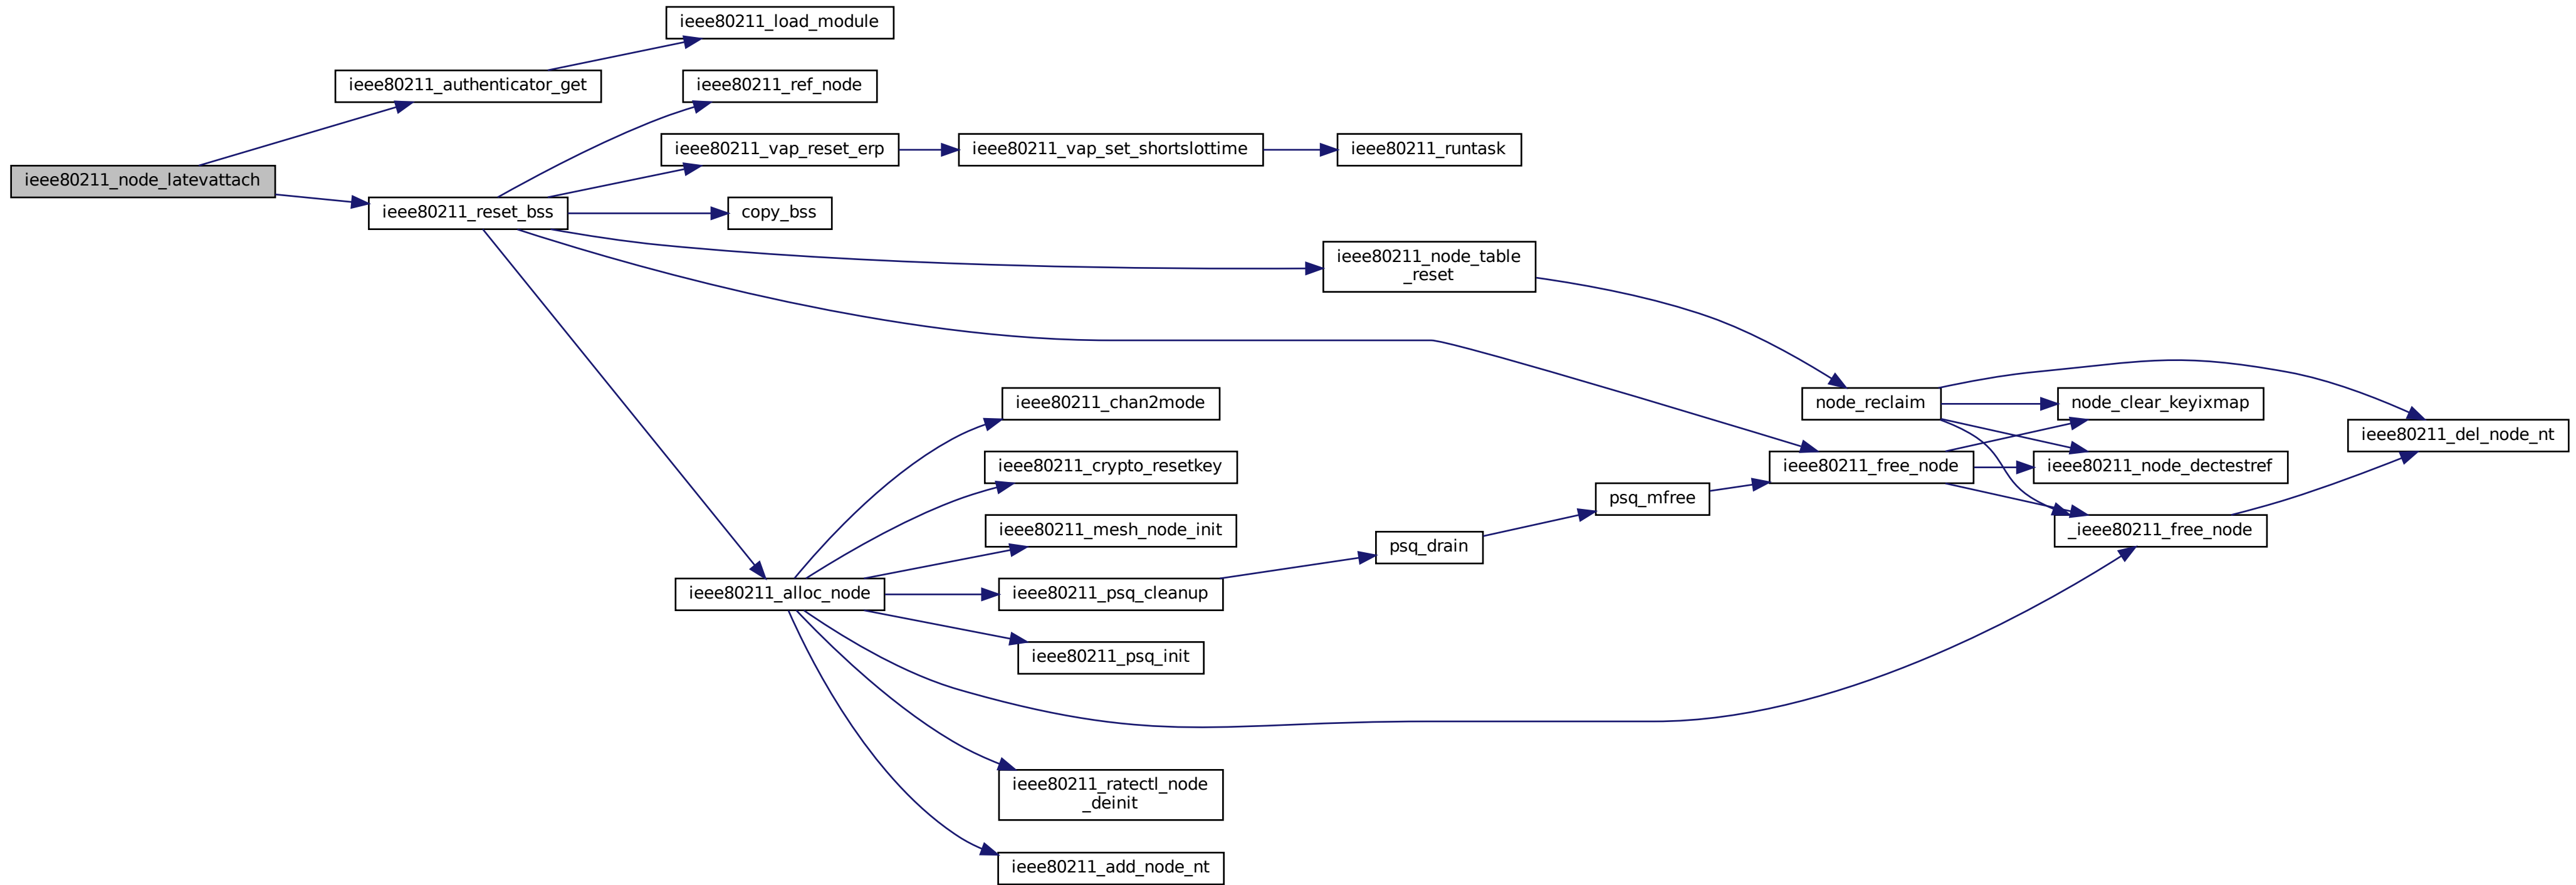 ieee80211_load_module
ieee80211_authenticator_get
ieee80211_ref_node
ieee80211_vap_reset_erp
ieee80211_vap_set_shortslottime
ieee80211_runtask
ieee80211_node_latevattach
ieee80211_reset_bss
copy_bss
ieee80211_node_table
_reset
ieee80211_chan2mode
node_reclaim
node_clear_keyixmap
ieee80211_del_node_nt
ieee80211_crypto_resetkey
ieee80211_free_node
ieee80211_node_dectestref
psq_mfree
ieee80211_mesh_node_init
_ieee80211_free_node
psq_drain
ieee80211_alloc_node
ieee80211_psq_cleanup
ieee80211_psq_init
ieee80211_ratectl_node
_deinit
ieee80211_add_node_nt